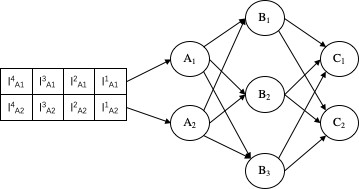 B₁
A₁
C₁
I⁴A1 I³A1 I²A1 I¹A1
B₂
I⁴A2 I³A2 I²A2 I¹A2
A₂
C₂
B₃